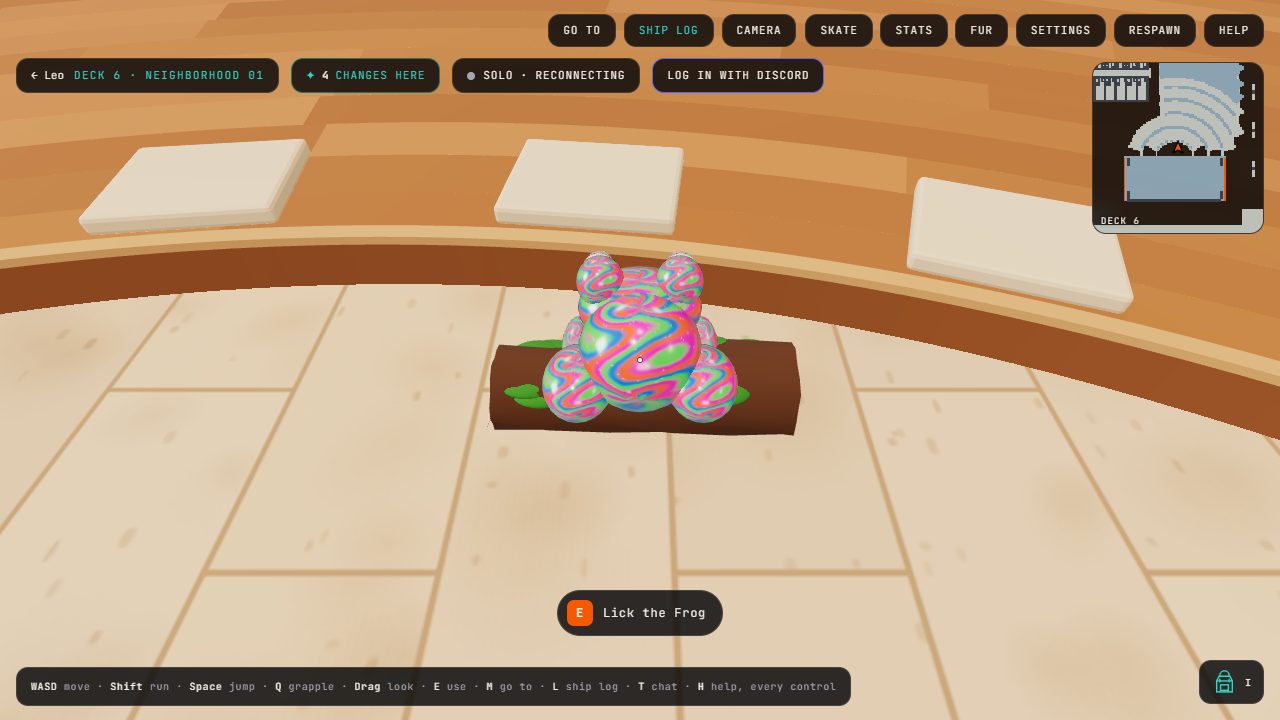 GO TO
SHIP LOG
CAMERA
SKATE
STATS
FUR
SETTINGS
RESPAWN
HELP
← Leo DECK 6 · NEIGHBORHOOD 01
✦ 4 CHANGES HERE
SOLO · RECONNECTING
LOG IN WITH DISCORD
DECK 6
E Lick the Frog
WASD move · Shift run · Space jump · Q grapple · Drag look · E use · M go to · L ship log · T chat · H help, every control
I